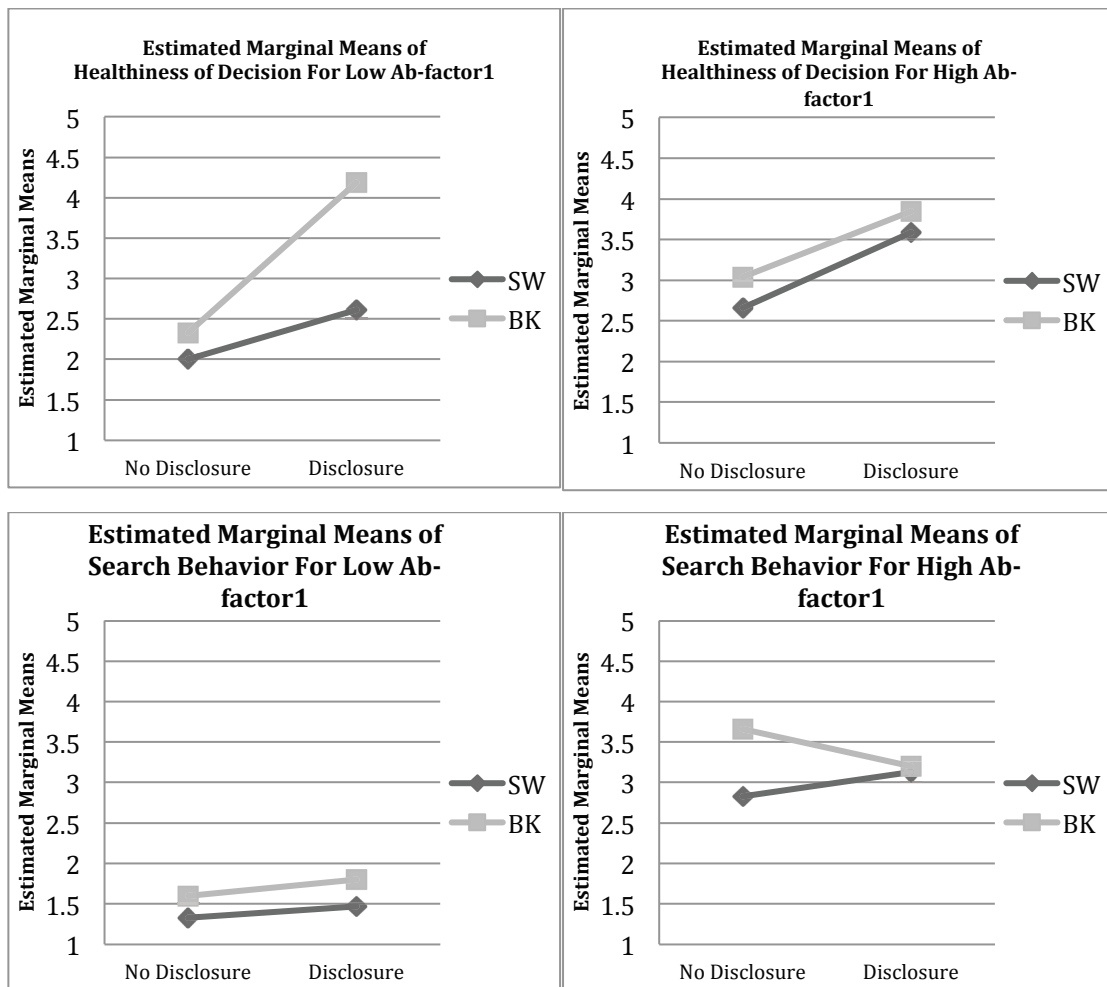 Estimated Marginal Means of
Healthiness of Decision For Low Ab-factor1
Estimated Marginal Means
5
4.5
4
3.5
3
2.5
2
1.5
1
No Disclosure
Disclosure
SW
BK
Estimated Marginal Means of
Healthiness of Decision For High Ab-
factor1
Estimated Marginal Means
5
4.5
4
3.5
3
2.5
2
1.5
1
No Disclosure
Disclosure
SW
BK
Estimated Marginal Means of
Search Behavior For Low Ab-
factor1
Estimated Marginal Means
5
4.5
4
3.5
3
2.5
2
1.5
1
No Disclosure
Disclosure
SW
BK
Estimated Marginal Means of
Search Behavior For High Ab-
factor1
Estimated Marginal Means
5
4.5
4
3.5
3
2.5
2
1.5
1
No Disclosure
Disclosure
SW
BK